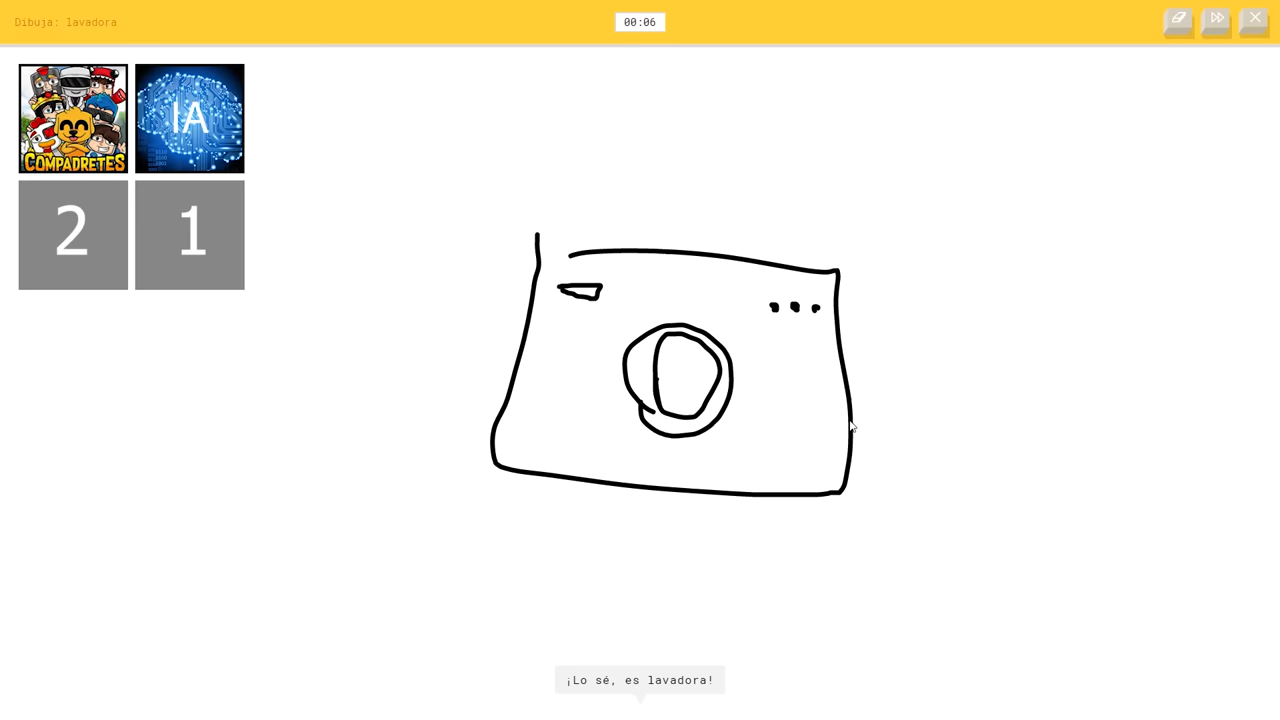 Dibuja: lavadora
00:06
COMPADRETES
IA
2
1
¡Lo sé, es lavadora!